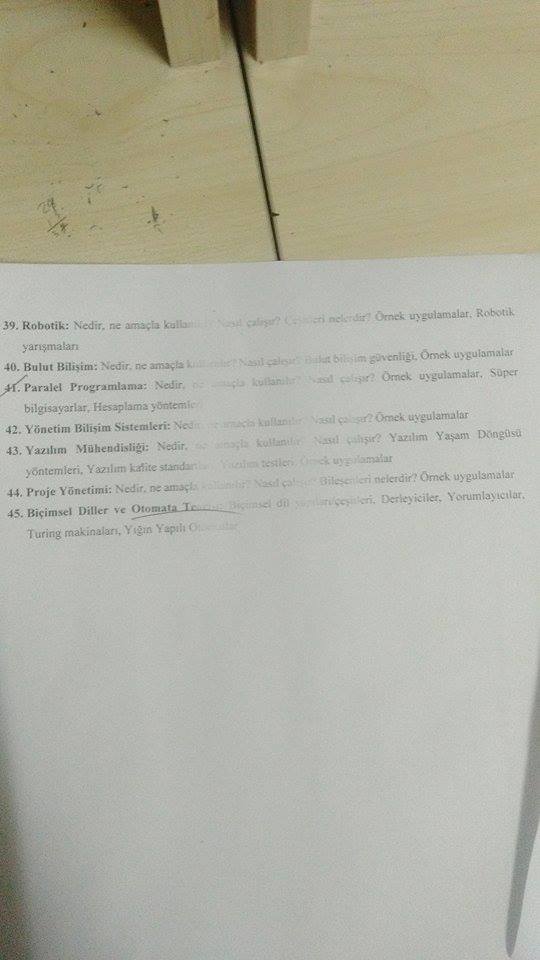 39. Robotik: Nedir, ne amaçla kullanılır? Nasıl çalışır? Çeşitleri nelerdir? Örnek uygulamalar, Robotik
yarışmaları
40. Bulut Bilişim: Nedir, ne amaçla kullanılır? Nasıl çalışır? Bulut bilişim güvenliği, Örnek uygulamalar
41. Paralel Programlama: Nedir, ne amaçla kullanılır? Nasıl çalışır? Örnek uygulamalar, Süper
bilgisayarlar, Hesaplama yöntemleri
42. Yönetim Bilişim Sistemleri: Nedir, ne amaçla kullanılır? Nasıl çalışır? Örnek uygulamalar
43. Yazılım Mühendisliği: Nedir, ne amaçla kullanılır? Nasıl çalışır? Yazılım Yaşam Döngüsü
yöntemleri, Yazılım kalite standartları, Yazılım testleri, Örnek uygulamalar
44. Proje Yönetimi: Nedir, ne amaçla kullanılır? Nasıl çalışır? Bileşenleri nelerdir? Örnek uygulamalar
45. Biçimsel Diller ve Otomata Teorisi: Biçimsel dil yapıları/çeşitleri, Derleyiciler, Yorumlayıcılar,
Turing makinaları, Yığın Yapılı Otomatlar